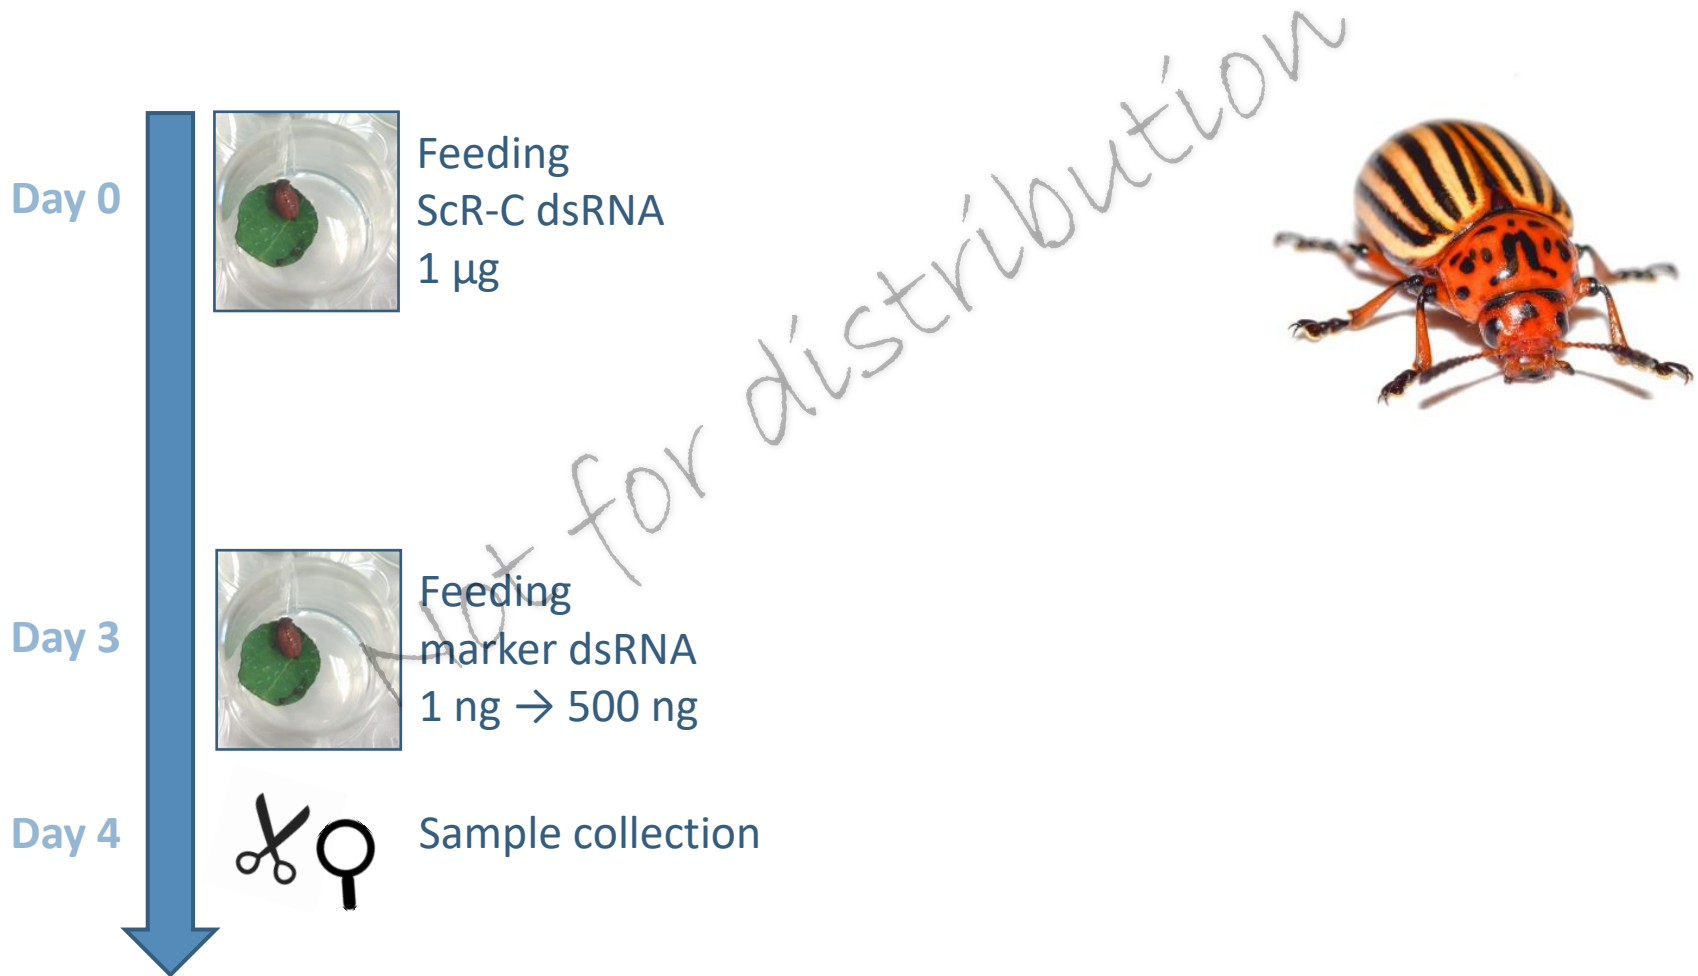 Day 0
Feeding
ScR-C dsRNA
1 µg
Not for distribution
Day 3
Feeding
marker dsRNA
1 ng → 500 ng
Day 4
Sample collection